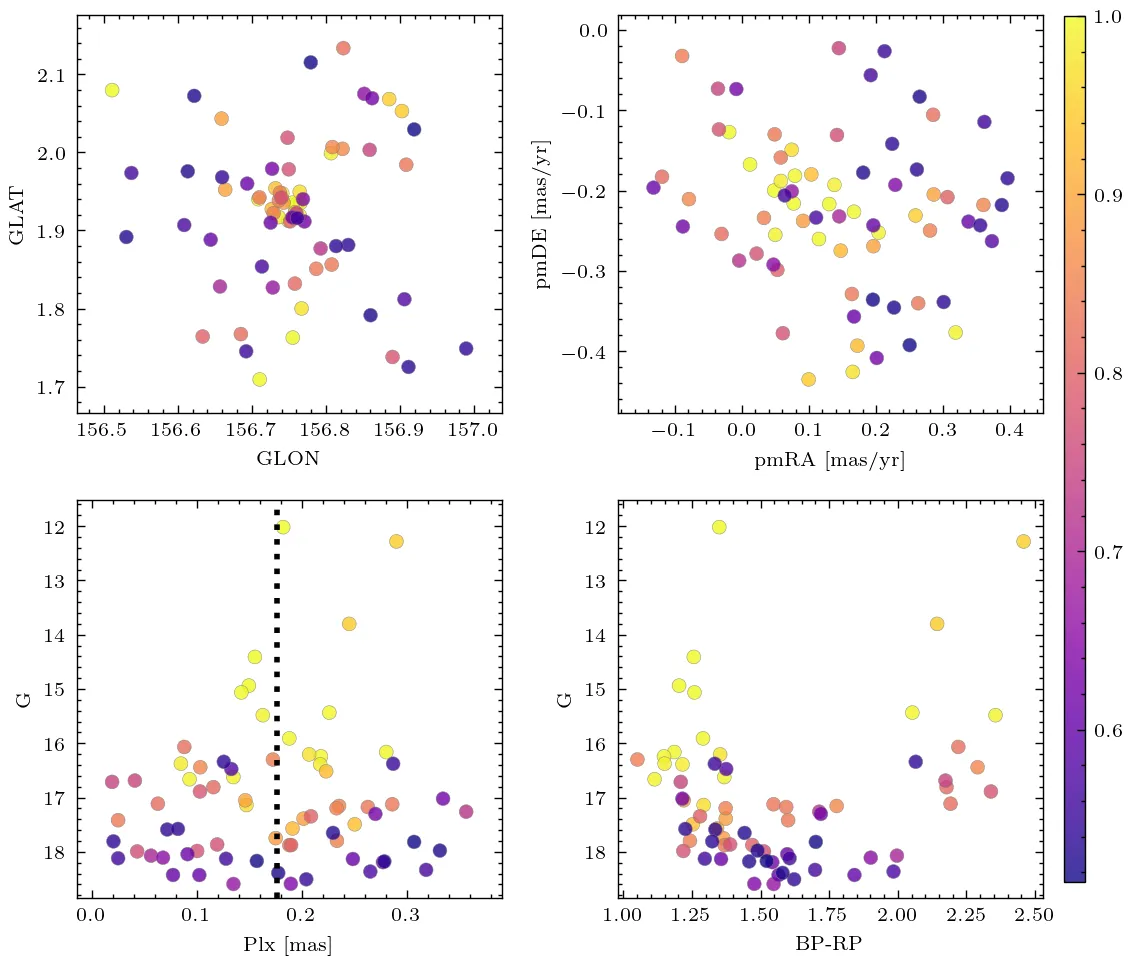 2.1
2.0
1.9
1.8
1.7
GLAT
156.5 156.6 156.7 156.8 156.9 157.0
GLON
0.0
−0.1
−0.2
−0.3
−0.4
pmDE [mas/yr]
−0.1 0.0 0.1 0.2 0.3 0.4
pmRA [mas/yr]
12
13
14
15
16
17
18
G
0.0 0.1 0.2 0.3
Plx [mas]
12
13
14
15
16
17
18
G
1.00 1.25 1.50 1.75 2.00 2.25 2.50
BP-RP
1.0
0.9
0.8
0.7
0.6